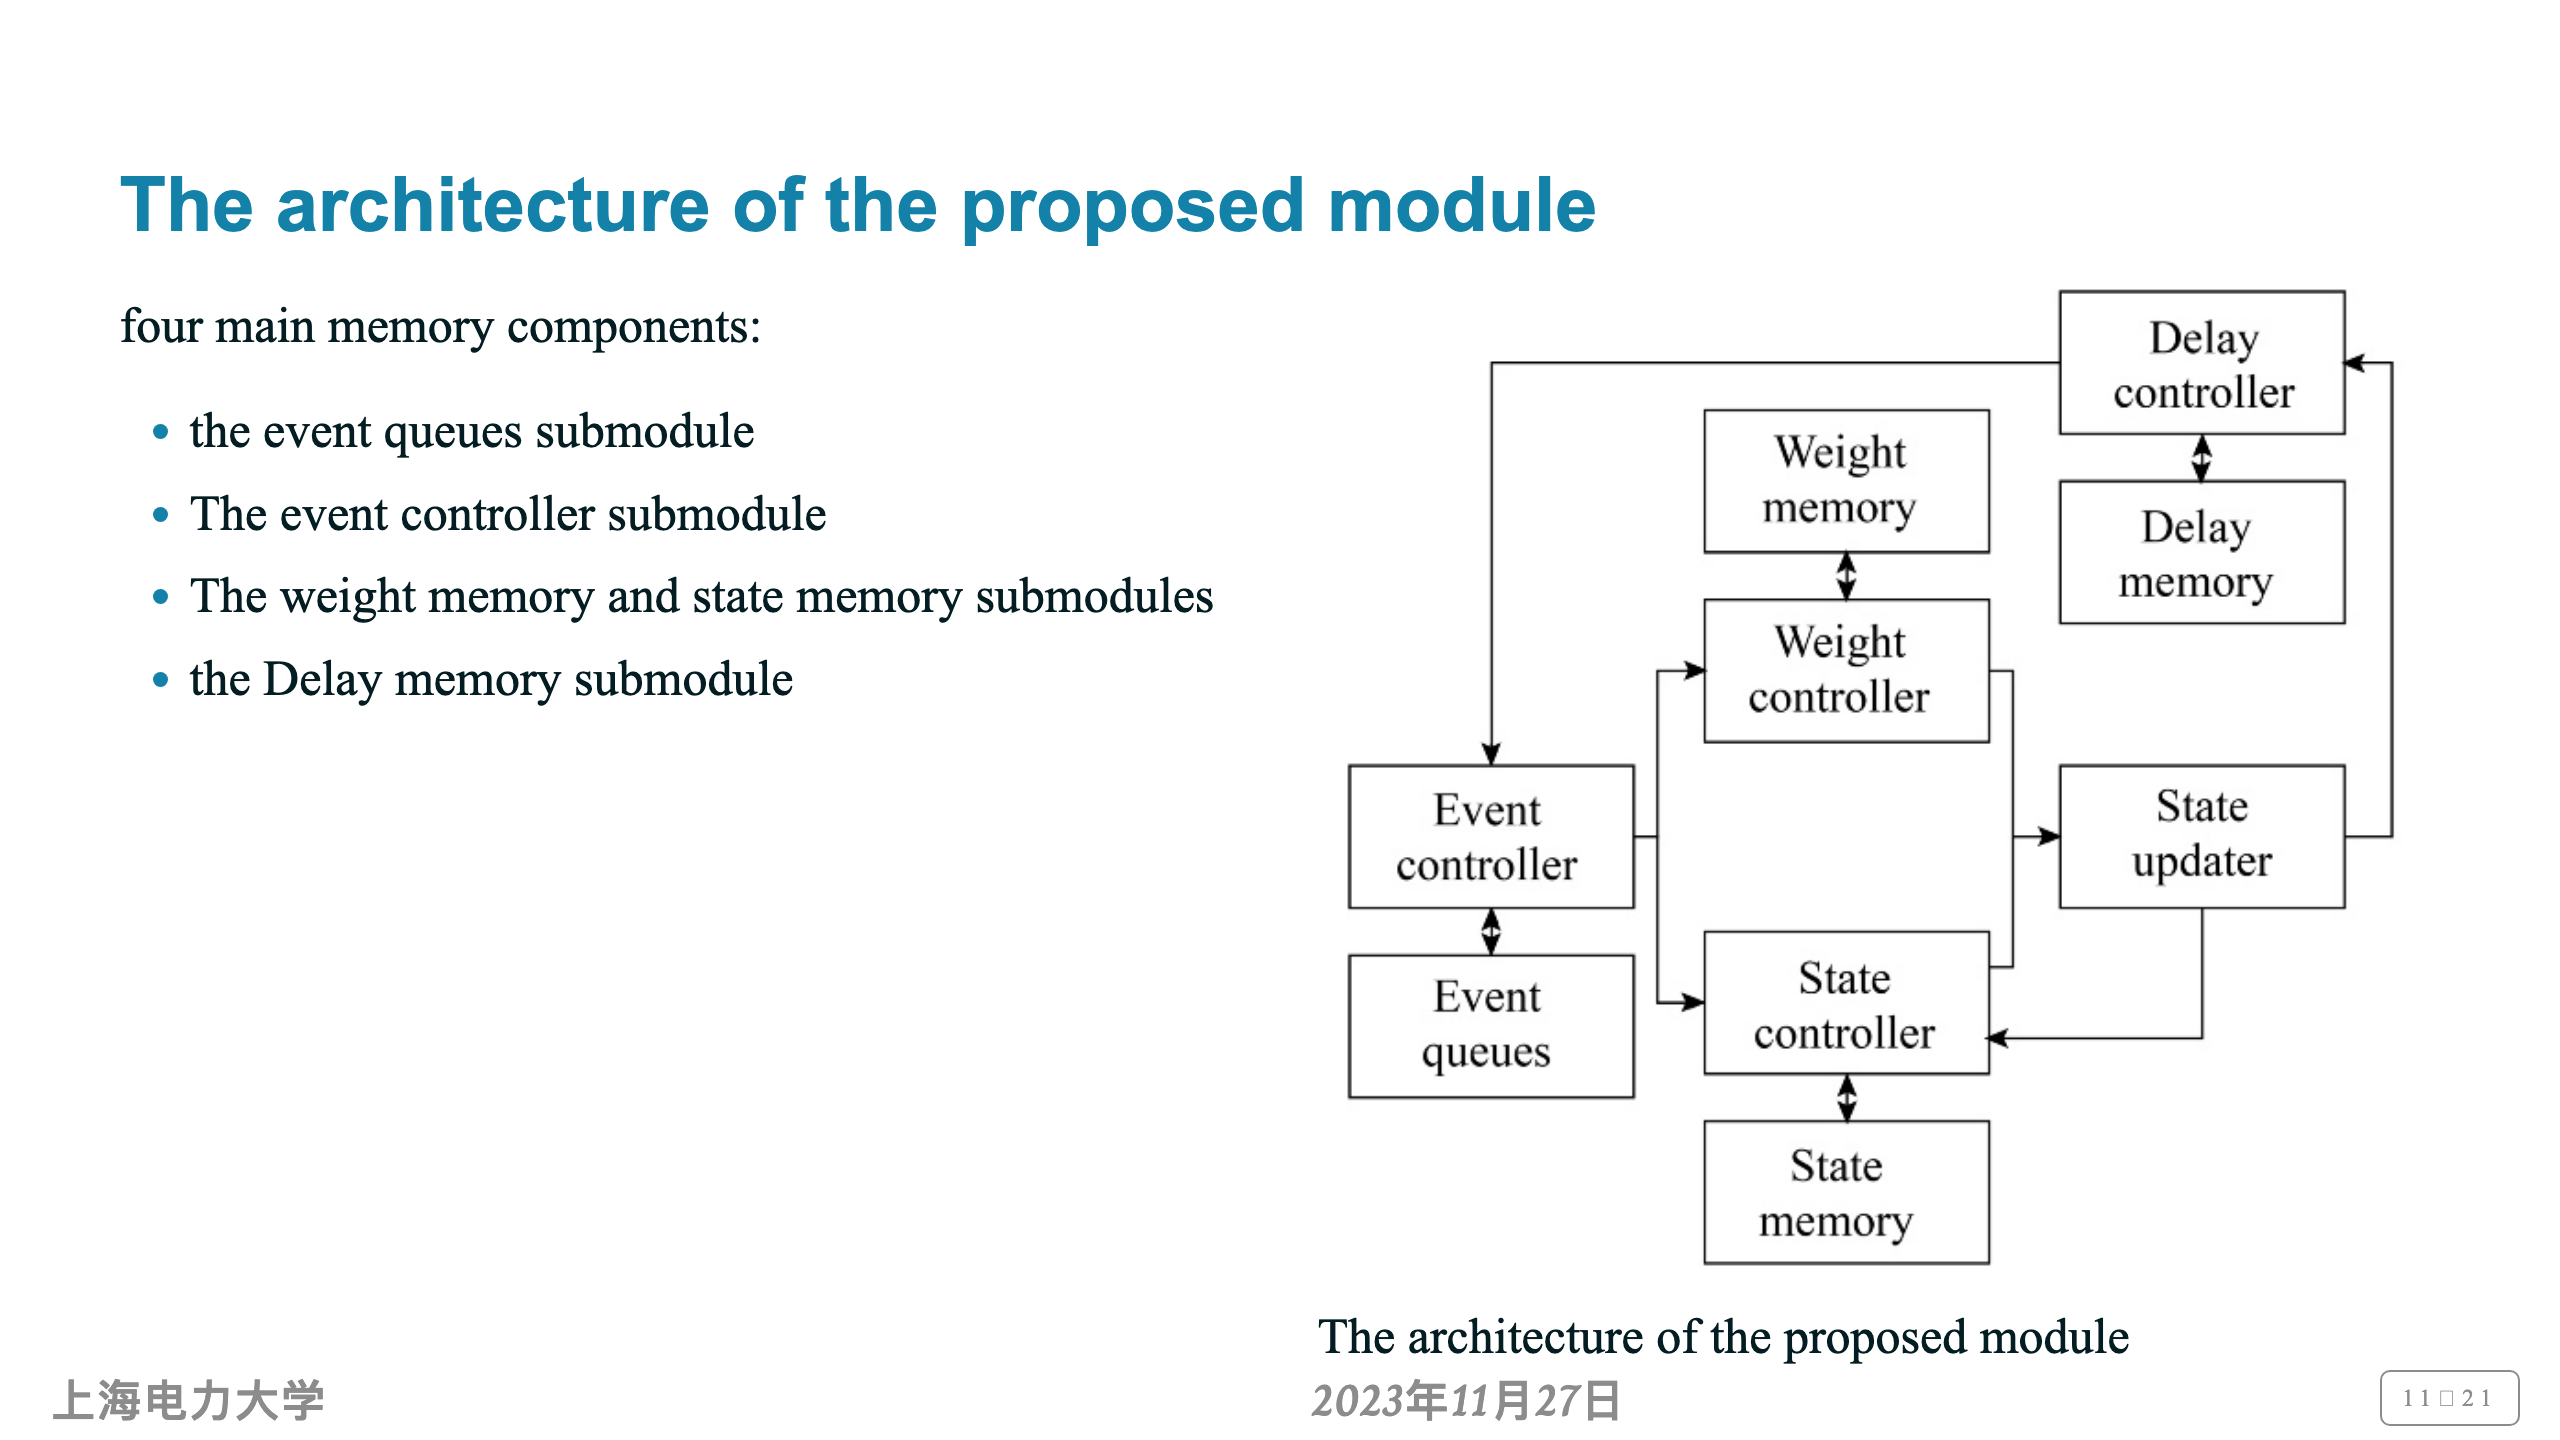 The architecture of the proposed module
four main memory components:
the event queues submodule
The event controller submodule
The weight memory and state memory submodules
the Delay memory submodule
Delay
controller
Weight
memory
Delay
memory
Weight
controller
Event
controller
State
updater
Event
queues
State
controller
State
memory
The architecture of the proposed module
上海电力大学
2023年11月27日
11□21